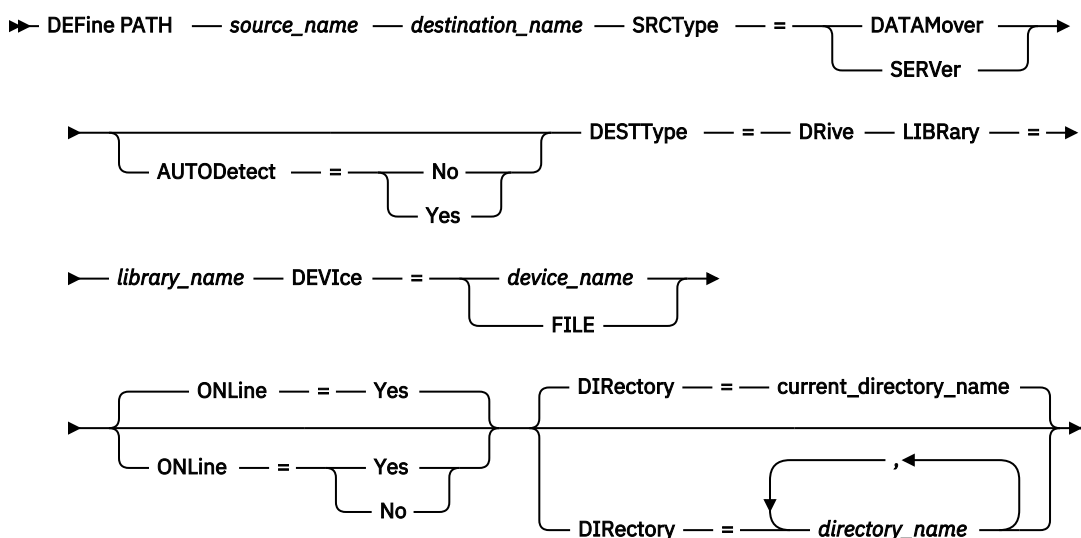 DEFine PATH source_name destination_name SRCType = DATAMover
SERVer
DESTType = DRive LIBRary =
AUTODetect = No
Yes
library_name DEVIce = device_name
FILE
ONLine = Yes DIRectory = current_directory_name
ONLine = Yes
No
,
DIRectory = directory_name